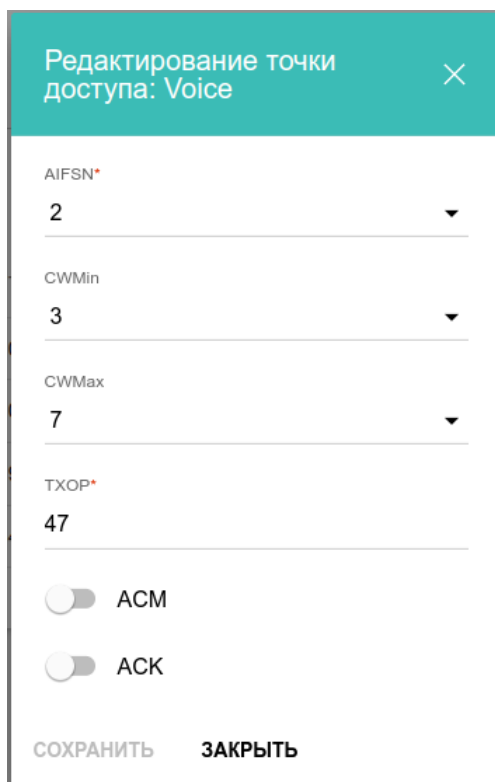 Редактирование точки
доступа: Voice
AIFSN*
2
CWMin
3
CWMax
7
TXOP*
47
ACM
ACK
СОХРАНИТЬ ЗАКРЫТЬ